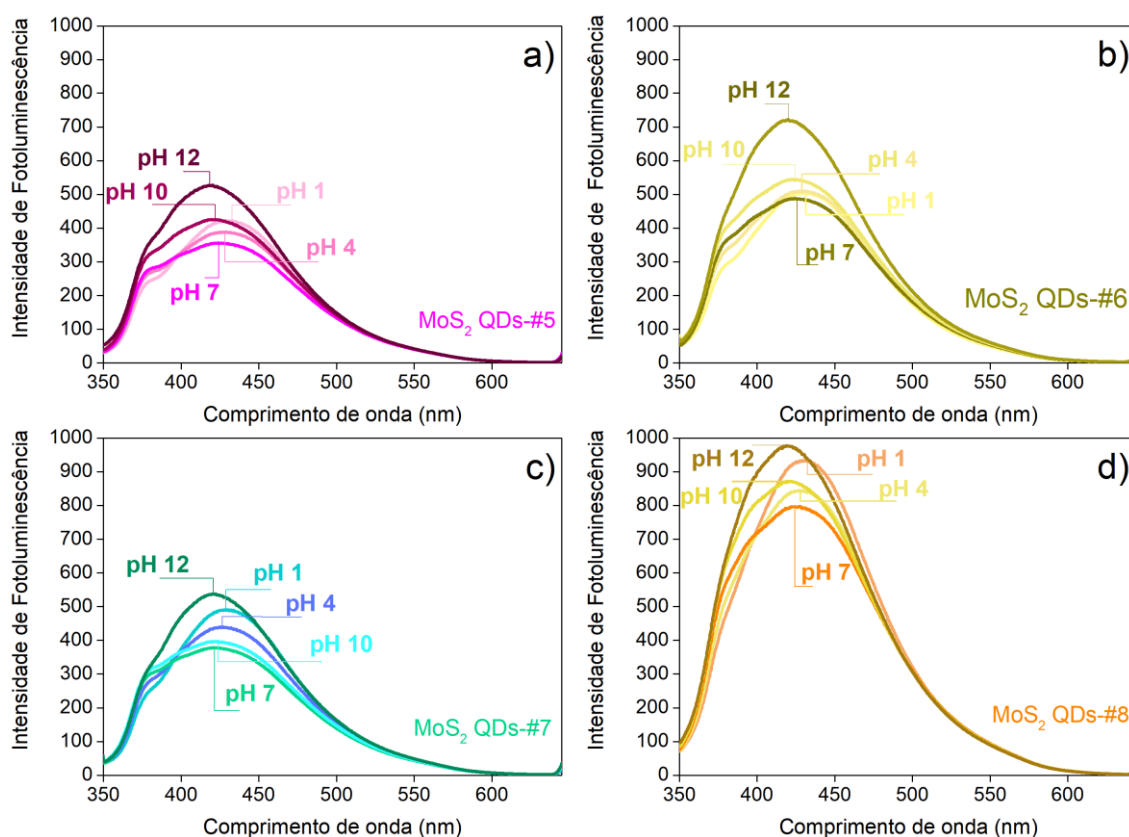 a)
Intensidade de Fotoluminescência
1000
900
800
700
600
500
400
300
200
100
0
pH 12
pH 10
pH 1
pH 4
pH 7
MoS₂ QDs-#5
350 400 450 500 550 600
Comprimento de onda (nm)
b)
Intensidade de Fotoluminescência
1000
900
800
700
600
500
400
300
200
100
0
pH 12
pH 10
pH 4
pH 1
pH 7
MoS₂ QDs-#6
350 400 450 500 550 600
Comprimento de onda (nm)
c)
Intensidade de Fotoluminescência
1000
900
800
700
600
500
400
300
200
100
0
pH 12
pH 1
pH 4
pH 10
pH 7
MoS₂ QDs-#7
350 400 450 500 550 600
Comprimento de onda (nm)
d)
Intensidade de Fotoluminescência
1000
900
800
700
600
500
400
300
200
100
0
pH 12
pH 1
pH 10
pH 4
pH 7
MoS₂ QDs-#8
350 400 450 500 550 600
Comprimento de onda (nm)